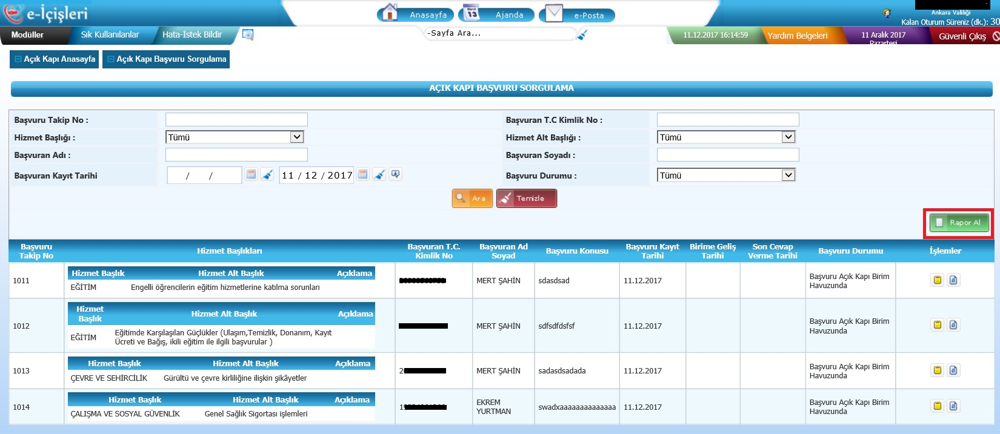 e-İçişleri
Anasayfa
Ajanda
e-Posta
Ankara Valiliği
Kalan Oturum Süreniz (dk.): 30
Modüller
Sık Kullanılanlar
Hata-İstek Bildir
-Sayfa Ara...
11.12.2017 16:14:59
Yardım Belgeleri
11 Aralık 2017
Pazartesi
Güvenli Çıkış
Açık Kapı Anasayfa
Açık Kapı Başvuru Sorgulama
AÇIK KAPI BAŞVURU SORGULAMA
Başvuru Takip No :
Başvuran T.C Kimlik No :
Hizmet Başlığı : Tümü
Hizmet Alt Başlığı : Tümü
Başvuran Adı :
Başvuran Soyadı :
Başvuran Kayıt Tarihi / / 11 / 12 / 2017
Başvuru Durumu : Tümü
Ara
Temizle
Rapor Al
Başvuru Takip No
Hizmet Başlıkları
Başvuran T.C. Kimlik No
Başvuran Ad Soyad
Başvuru Konusu
Başvuru Kayıt Tarihi
Birime Geliş Tarihi
Son Cevap Verme Tarihi
Başvuru Durumu
İşlemler
1011
Hizmet Başlık Hizmet Alt Başlık Açıklama
EĞİTİM Engelli öğrencilerin eğitim hizmetlerine katılma sorunları
MERT ŞAHİN
sdasdsad
11.12.2017
Başvuru Açık Kapı Birim
Havuzunda
1012
Hizmet Başlık Hizmet Alt Başlık Açıklama
EĞİTİM
Eğitimde Karşılaşılan Güçlükler (Ulaşım,Temizlik, Donanım, Kayıt
Ücreti ve Bağış, ikili eğitim ile ilgili başvurular )
MERT ŞAHİN
sdfsdfdsfsf
11.12.2017
Başvuru Açık Kapı Birim
Havuzunda
1013
Hizmet Başlık Hizmet Alt Başlık Açıklama
ÇEVRE VE SEHİRCİLİK Gürültü ve çevre kirliliğine ilişkin şikâyetler
2
MERT ŞAHİN
sadasdsadada
11.12.2017
Başvuru Açık Kapı Birim
Havuzunda
1014
Hizmet Başlık Hizmet Alt Başlık Açıklama
ÇALIŞMA VE SOSYAL GÜVENLİK Genel Sağlık Sigortası işlemleri
EKREM
YURTMAN
swadxaaaaaaaaaaaaaa
11.12.2017
Başvuru Açık Kapı Birim
Havuzunda